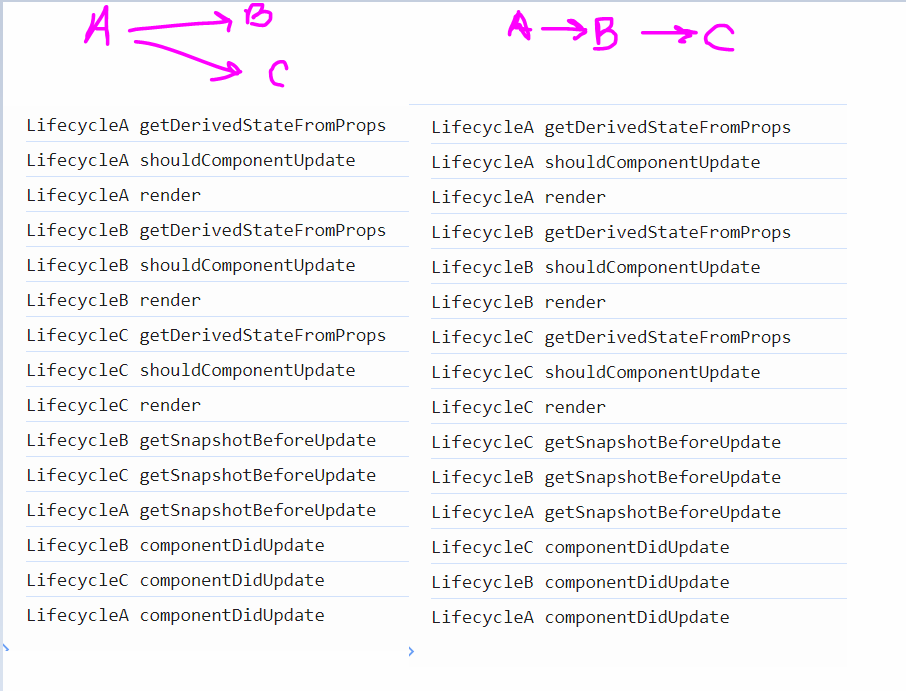 A B
C
A B C
LifecycleA getDerivedStateFromProps
LifecycleA shouldComponentUpdate
LifecycleA render
LifecycleB getDerivedStateFromProps
LifecycleB shouldComponentUpdate
LifecycleB render
LifecycleC getDerivedStateFromProps
LifecycleC shouldComponentUpdate
LifecycleC render
LifecycleB getSnapshotBeforeUpdate
LifecycleC getSnapshotBeforeUpdate
LifecycleA getSnapshotBeforeUpdate
LifecycleB componentDidUpdate
LifecycleC componentDidUpdate
LifecycleA componentDidUpdate
LifecycleA getDerivedStateFromProps
LifecycleA shouldComponentUpdate
LifecycleA render
LifecycleB getDerivedStateFromProps
LifecycleB shouldComponentUpdate
LifecycleB render
LifecycleC getDerivedStateFromProps
LifecycleC shouldComponentUpdate
LifecycleC render
LifecycleC getSnapshotBeforeUpdate
LifecycleB getSnapshotBeforeUpdate
LifecycleA getSnapshotBeforeUpdate
LifecycleC componentDidUpdate
LifecycleB componentDidUpdate
LifecycleA componentDidUpdate